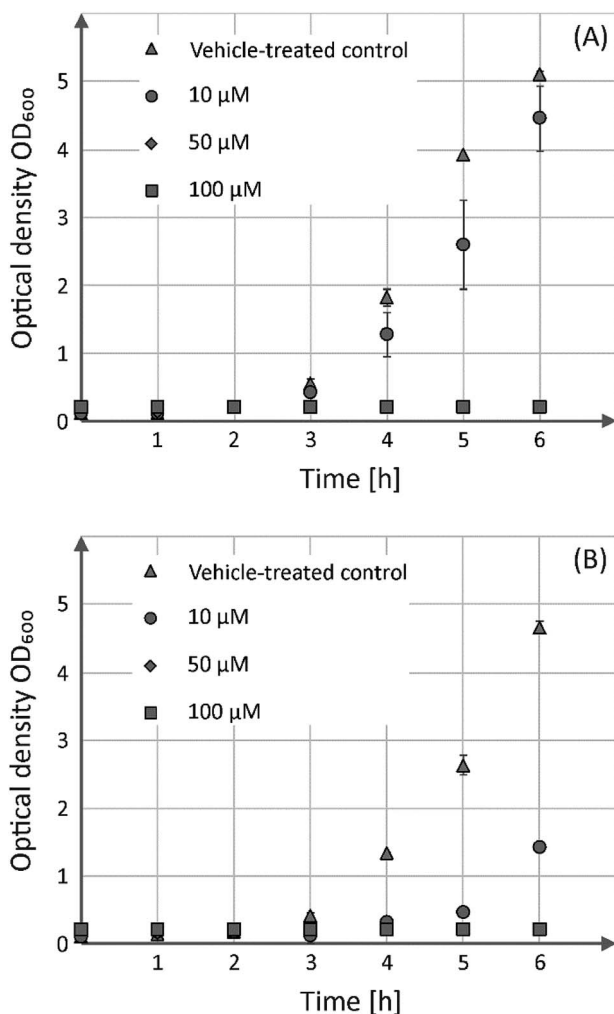 (A)
Vehicle-treated control
10 μM
50 μM
100 μM
Optical density OD₆₀₀
5
4
3
2
1
0
1 2 3 4 5 6
Time [h]
(B)
Vehicle-treated control
10 μM
50 μM
100 μM
Optical density OD₆₀₀
5
4
3
2
1
0
1 2 3 4 5 6
Time [h]